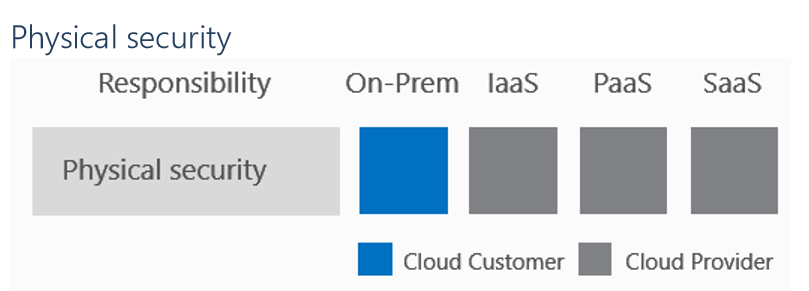 Physical security
Responsibility On-Prem IaaS PaaS SaaS
Physical security
Cloud Customer Cloud Provider